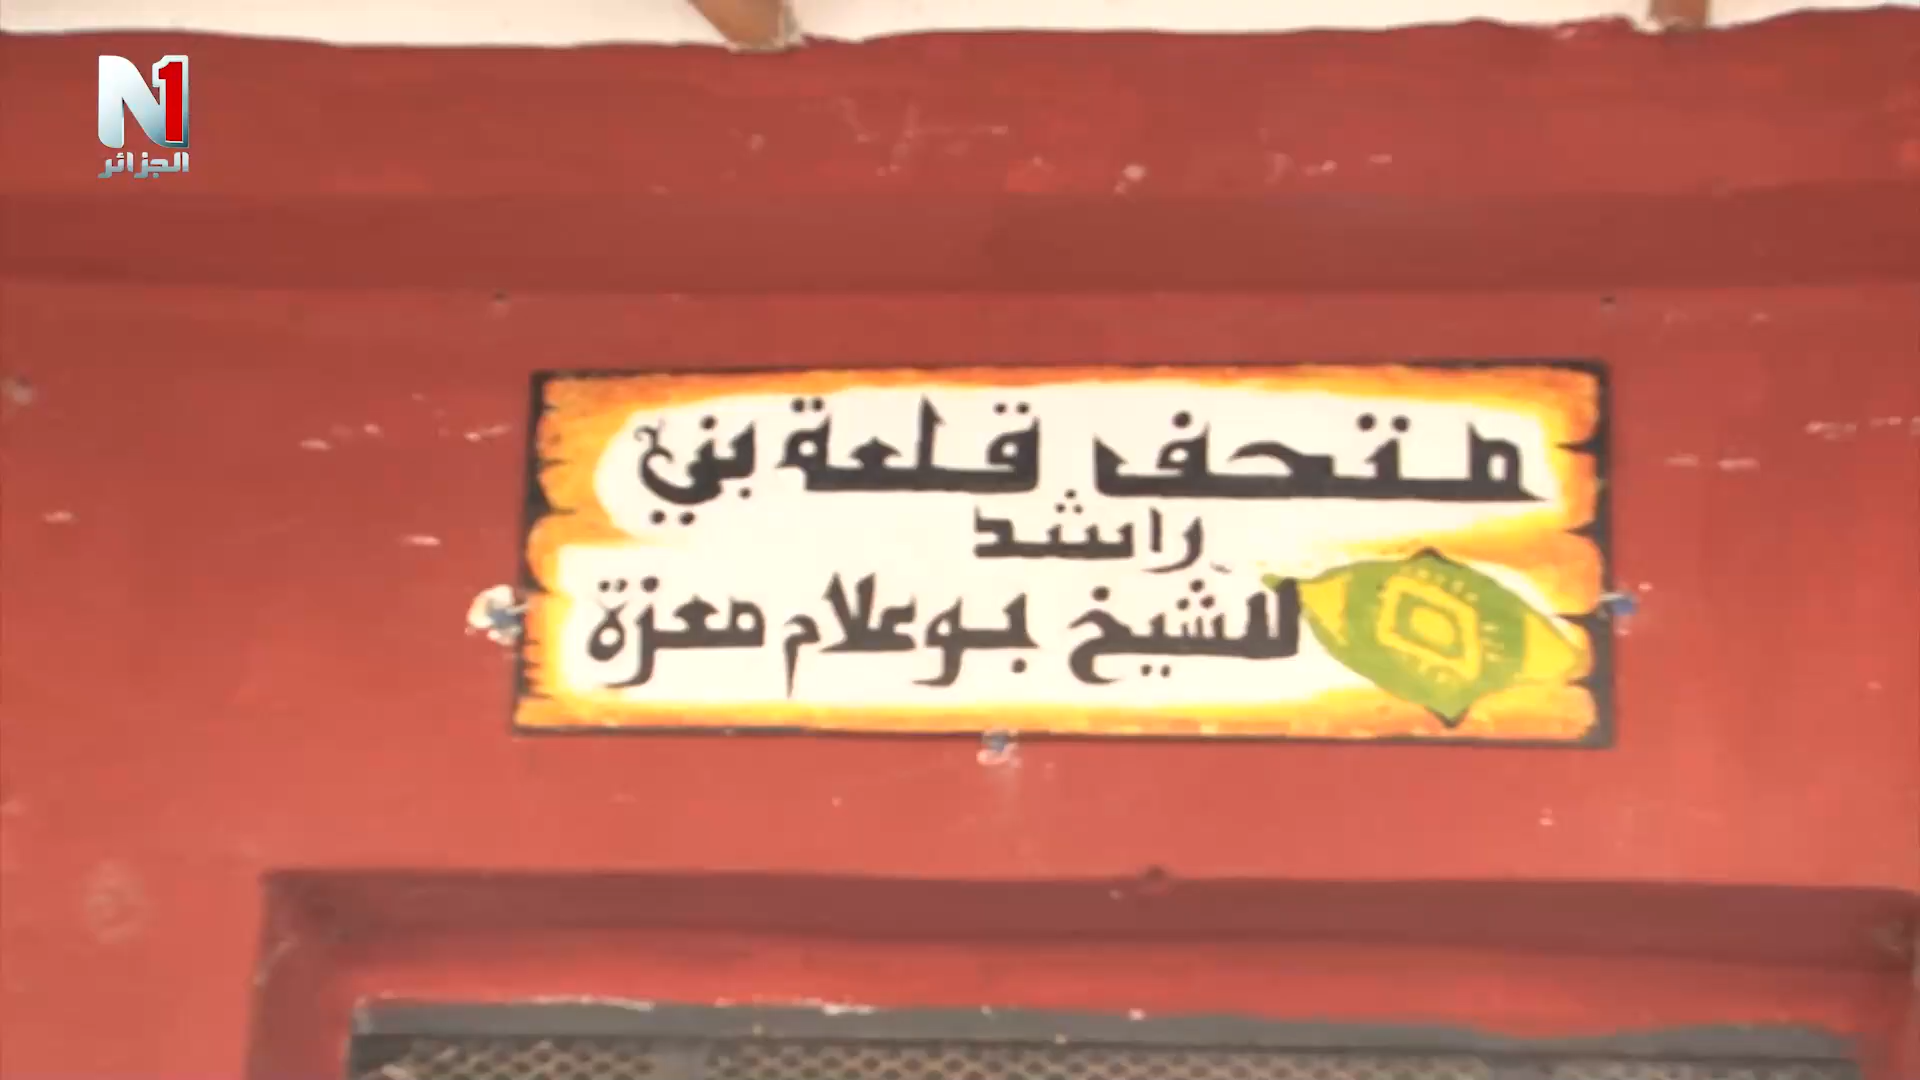 N1
الجزائر
متحف قلعة بني
راشد
للشيخ بوعلام معزة